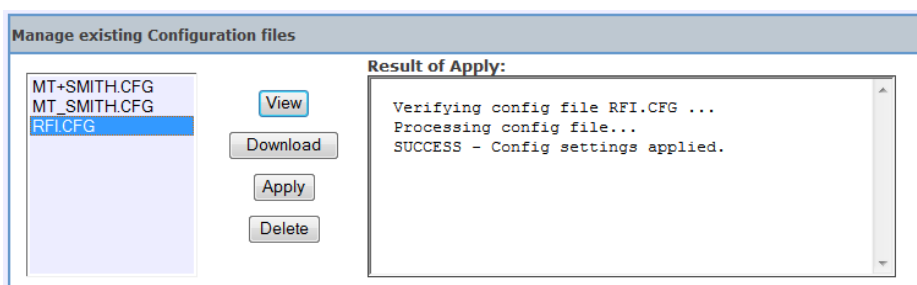 Manage existing Configuration files
MT+SMITH.CFG
MT_SMITH.CFG
RFI.CFG
View
Download
Apply
Delete
Result of Apply:
Verifying config file RFI.CFG ...
Processing config file...
SUCCESS - Config settings applied.